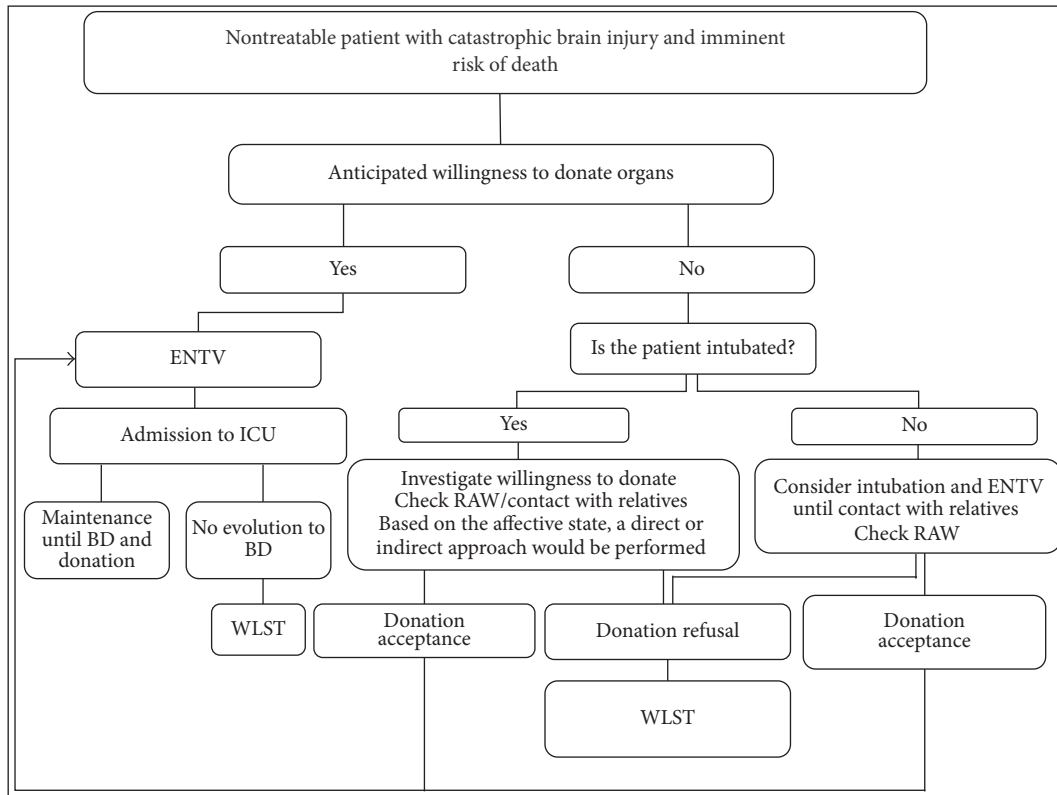 Nontreatable patient with catastrophic brain injury and imminent
risk of death
Anticipated willingness to donate organs
Yes
No
ENTV
Is the patient intubated?
Admission to ICU
Yes
No
Maintenance
until BD and
donation
No evolution to
BD
Investigate willingness to donate
Check RAW/contact with relatives
Based on the affective state, a direct or
indirect approach would be performed
Consider intubation and ENTV
until contact with relatives
Check RAW
WLST
Donation
acceptance
Donation refusal
Donation
acceptance
WLST